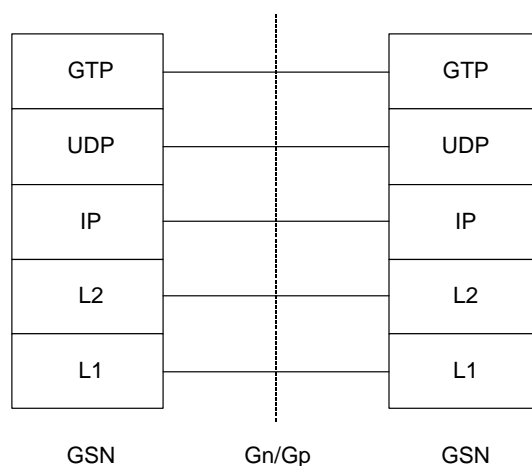 GTP GTP
UDP UDP
IP IP
L2 L2
L1 L1
GSN Gn/Gp GSN